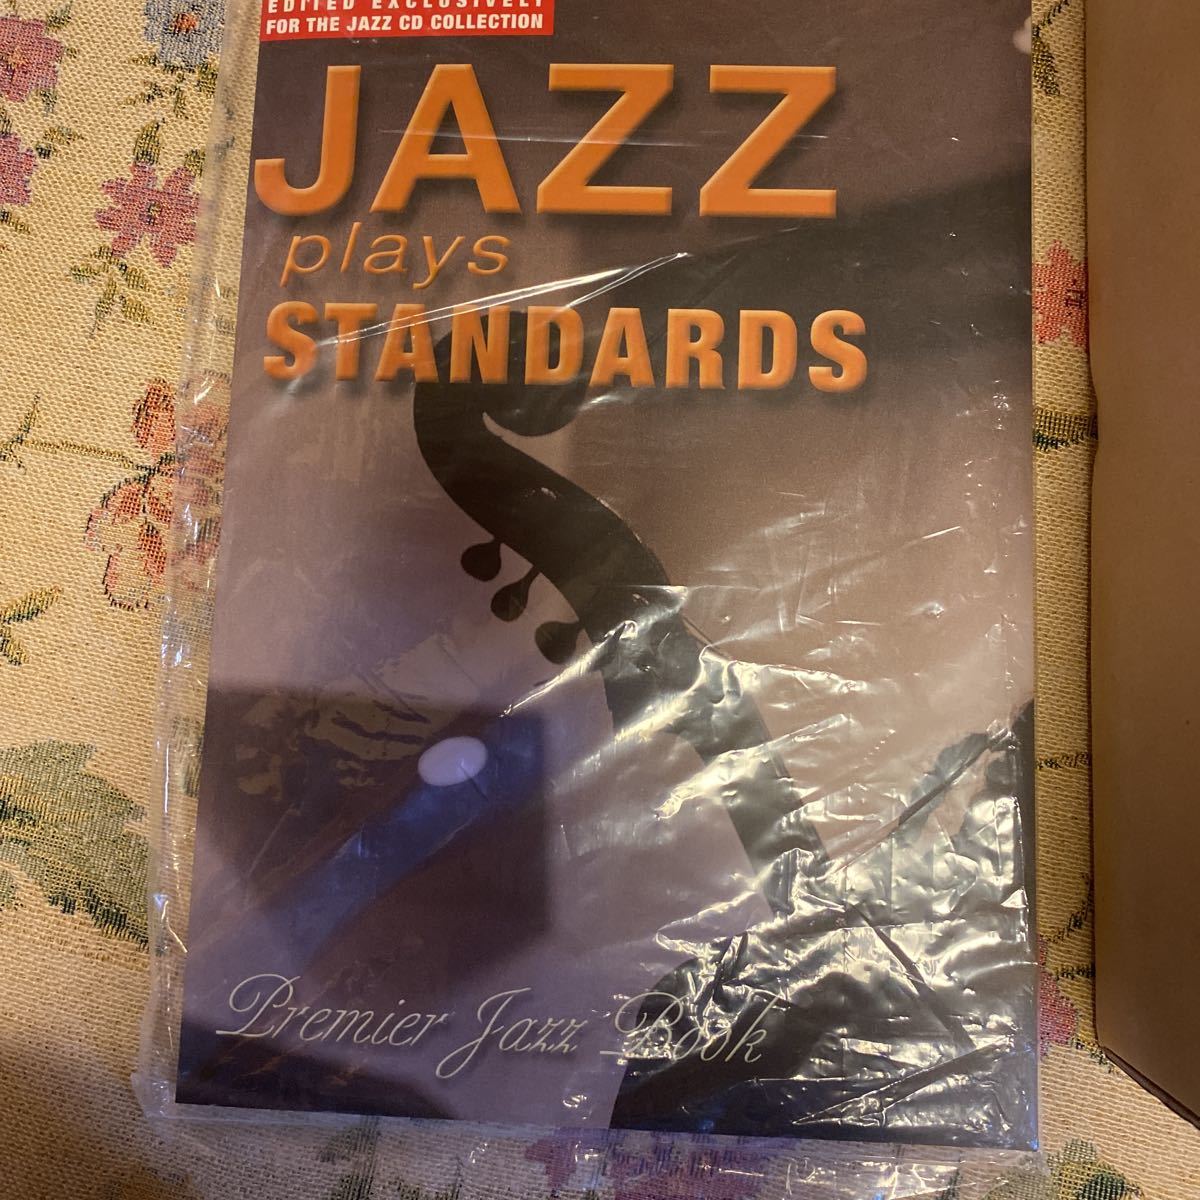 EDITED EXCLUSIVELY
FOR THE JAZZ CD COLLECTION
JAZZ
plays
STANDARDS
Premier Jazz Book